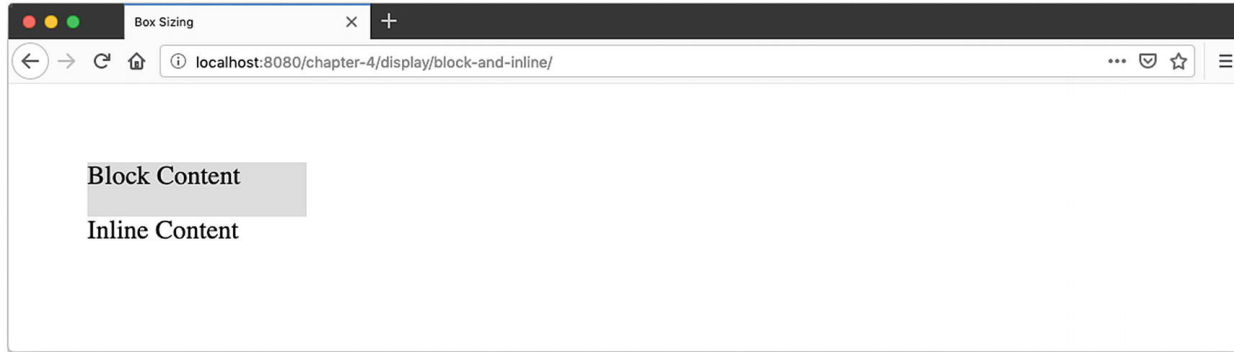 Box Sizing
localhost:8080/chapter-4/display/block-and-inline/
Block Content
Inline Content